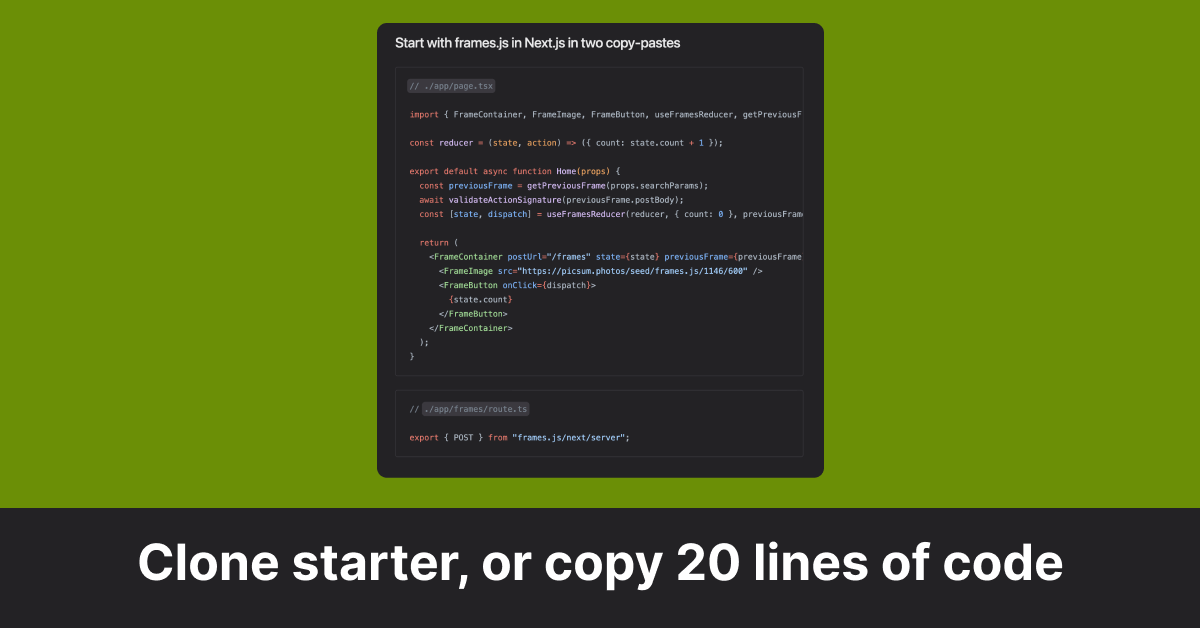 Start with frames.js in Next.js in two copy-pastes
// ./app/page.tsx
import { FrameContainer, FrameImage, FrameButton, useFramesReducer, getPreviousF
const reducer = (state, action) => ({ count: state.count + 1 });
export default async function Home(props) {
const previousFrame = getPreviousFrame(props.searchParams);
await validateActionSignature(previousFrame.postBody);
const [state, dispatch] = useFramesReducer(reducer, { count: 0 }, previousFram
return (
<FrameContainer postUrl="/frames" state={state} previousFrame={previousFrame
<FrameImage src="https://picsum.photos/seed/frames.js/1146/600" />
<FrameButton onClick={dispatch}>
{state.count}
</FrameButton>
</FrameContainer>
);
}
// ./app/frames/route.ts
export { POST } from "frames.js/next/server";
Clone starter, or copy 20 lines of code